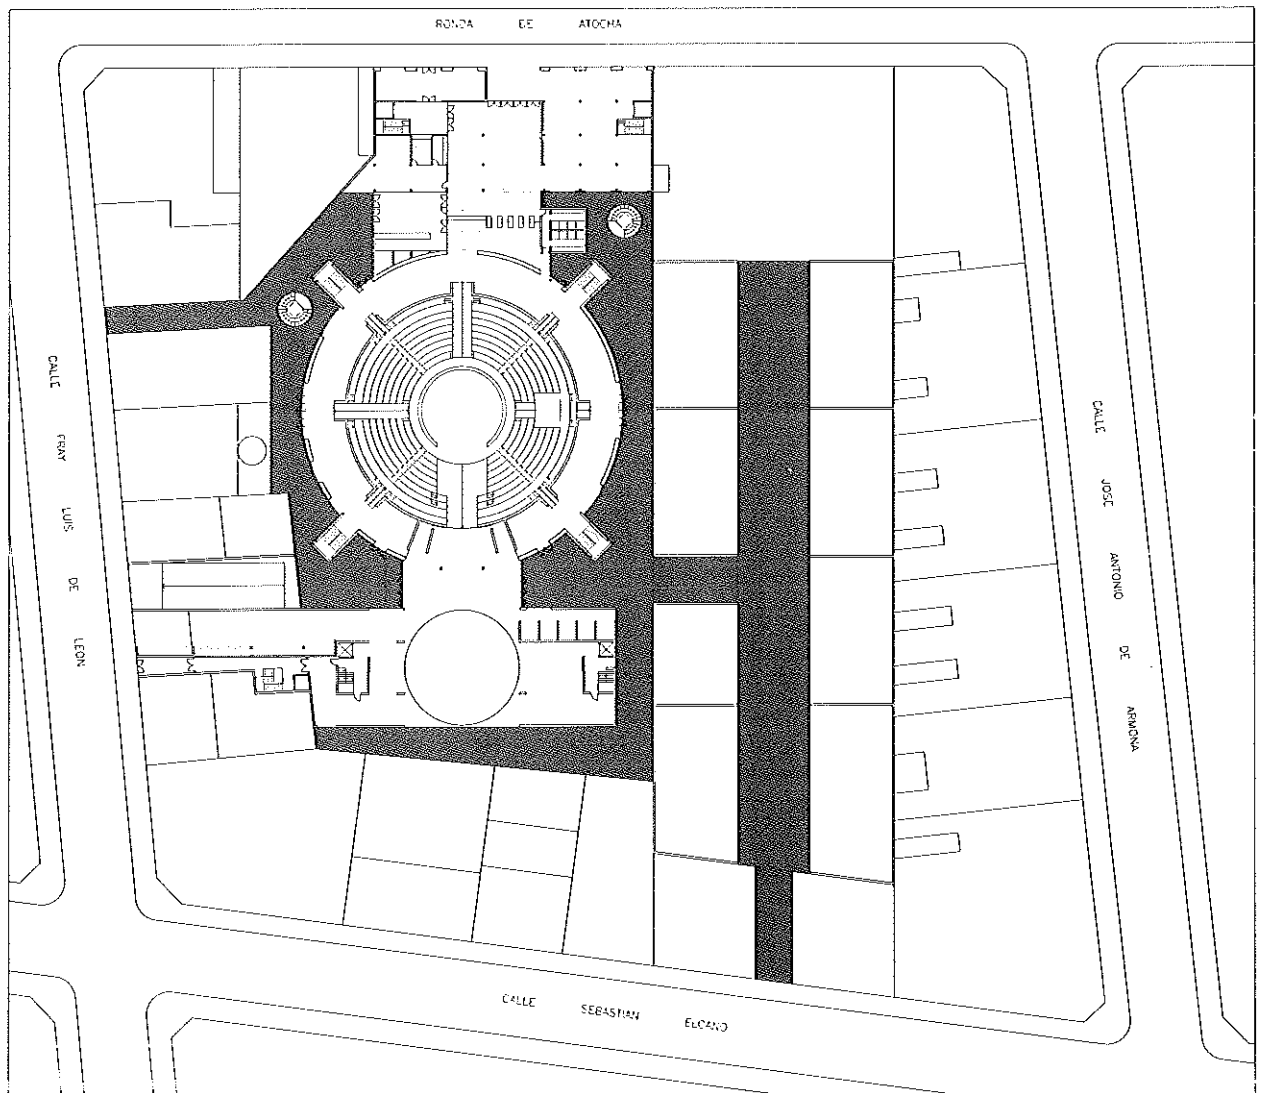 RONDA DE ATOCHA
CALLE FRAY LUIS DE LEON
CALLE JOSE ANTONIO DE ARMONA
CALLE SEBASTIAN ELCANO